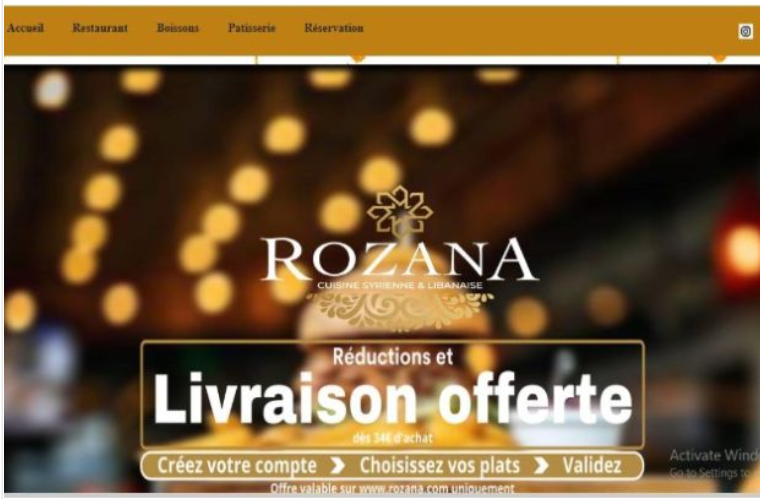 Accueil Restaurant Boissons Patisserie Réservation
ROZANA
CUISINE SYRIENNE & LIBANAISE
Réductions et
Livraison offerte
dès 34€ d'achat
Créez votre compte ❯ Choisissez vos plats ❯ Validez
Offre valable sur www.rozana.com uniquement
Activate Wind
Go to Settings to